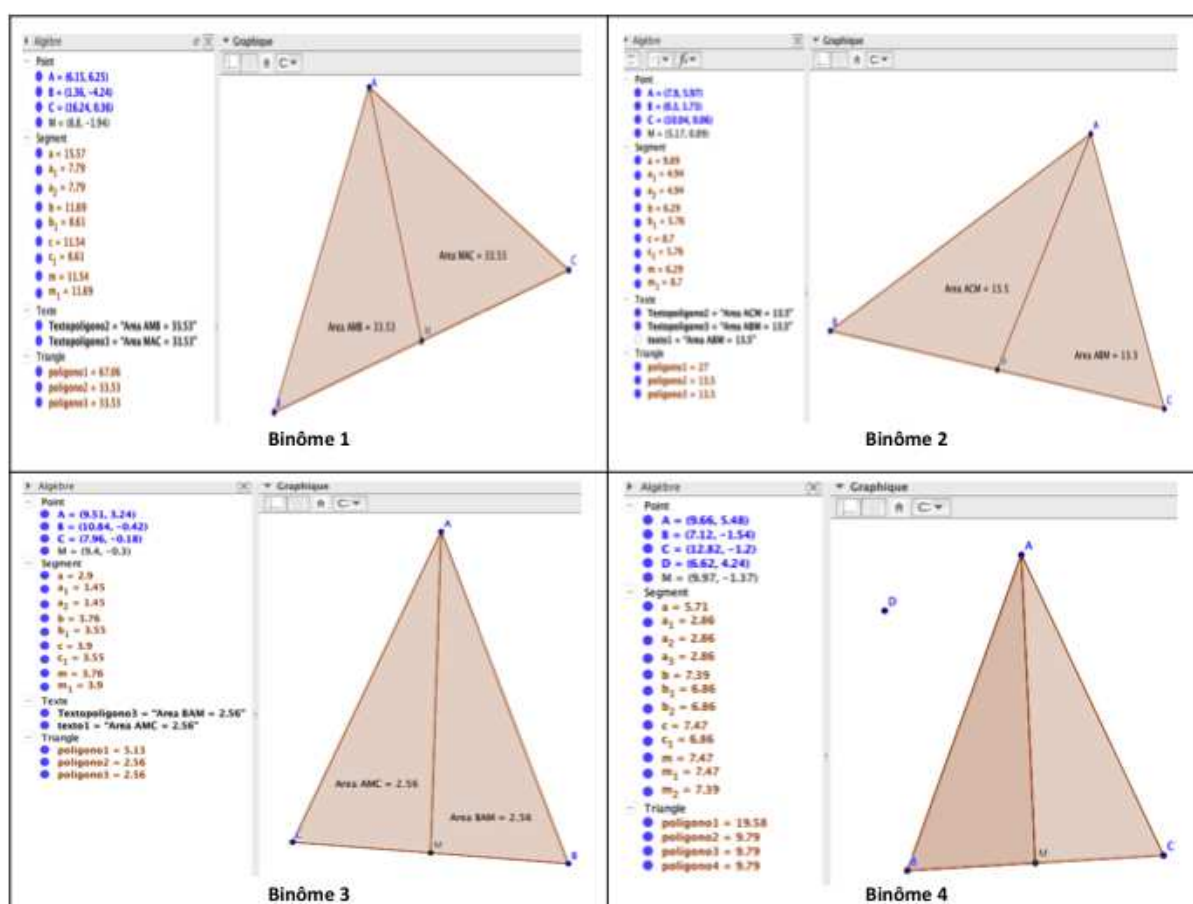 Algèbre
Graphique
Point
A = (6.15, 6.25)
B = (1.36, -4.24)
C = (16.24, 0.36)
M = (8.8, -1.94)
Segment
a = 15.57
a1 = 7.79
a2 = 7.79
b = 11.69
b1 = 8.61
c = 11.54
c1 = 8.61
m = 11.54
m1 = 11.69
Texte
Textopoligono2 = "Area AMB = 33.53"
Textopoligono3 = "Area MAC = 33.53"
Triangle
poligono1 = 67.06
poligono2 = 33.53
poligono3 = 33.53
A
C
Area MAC = 33.53
Area AMB = 33.53
Binôme 1
Algèbre
Graphique
Point
M = (5.17, 0.89)
Segment
a = 9.89
a1 = 4.94
a2 = 4.94
b = 6.29
b1 = 5.76
c = 8.7
c1 = 5.76
m = 6.29
m1 = 8.7
Texte
Textopoligono2 = "Area ACM = 13.5"
Textopoligono3 = "Area ABM = 13.5"
texto1 = "Area ABM = 13.5"
Triangle
poligono1 = 27
poligono2 = 13.5
poligono3 = 13.5
A
B
Area ACM = 13.5
Area ABM = 13.5
C
Binôme 2
Algèbre
Graphique
Point
A = (9.51, 3.24)
B = (10.84, -0.42)
C = (7.96, -0.18)
M = (9.4, -0.3)
Segment
a = 2.9
a1 = 1.45
a2 = 1.45
b = 3.76
b1 = 3.55
c = 3.9
c1 = 3.55
m = 3.76
m1 = 3.9
Texte
Textopoligono3 = "Area BAM = 2.56"
texto1 = "Area AMC = 2.56"
Triangle
poligono1 = 5.13
poligono2 = 2.56
poligono3 = 2.56
A
Area AMC = 2.56
Area BAM = 2.56
C
M
B
Binôme 3
Algèbre
Graphique
Point
A = (9.66, 5.48)
B = (7.12, -1.54)
C = (12.82, -1.2)
D = (6.62, 4.24)
M = (9.97, -1.37)
Segment
a = 5.71
a1 = 2.86
a2 = 2.86
a3 = 2.86
b = 7.39
b1 = 6.86
b2 = 6.86
c = 7.47
c1 = 6.86
m = 7.47
m1 = 7.47
m2 = 7.39
Triangle
poligono1 = 19.58
poligono2 = 9.79
poligono3 = 9.79
poligono4 = 9.79
A
D
B
M
C
Binôme 4